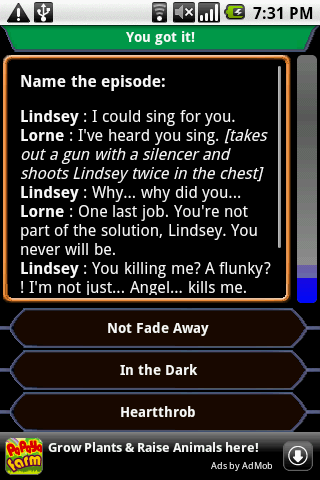 7:31 PM
You got it!
Name the episode:
Lindsey : I could sing for you.
Lorne : I've heard you sing. [takes
out a gun with a silencer and
shoots Lindsey twice in the chest]
Lindsey : Why... why did you...
Lorne : One last job. You're not
part of the solution, Lindsey. You
never will be.
Lindsey : You killing me? A flunky?
! I'm not just... Angel... kills me.
Not Fade Away
In the Dark
Heartthrob
Papaya
Farm
Grow Plants & Raise Animals here!
Ads by AdMob